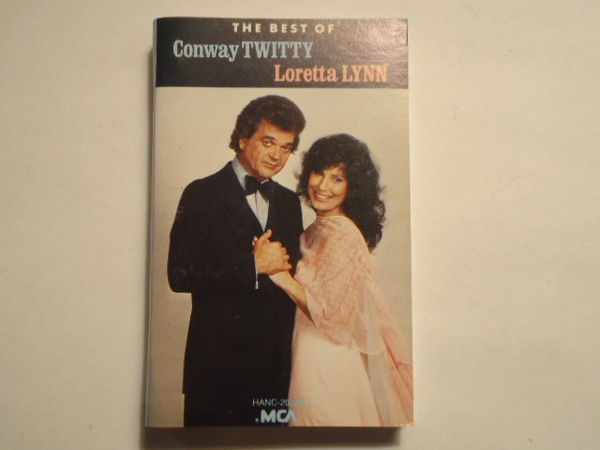 THE BEST OF
Conway TWITTY
Loretta LYNN
MCA